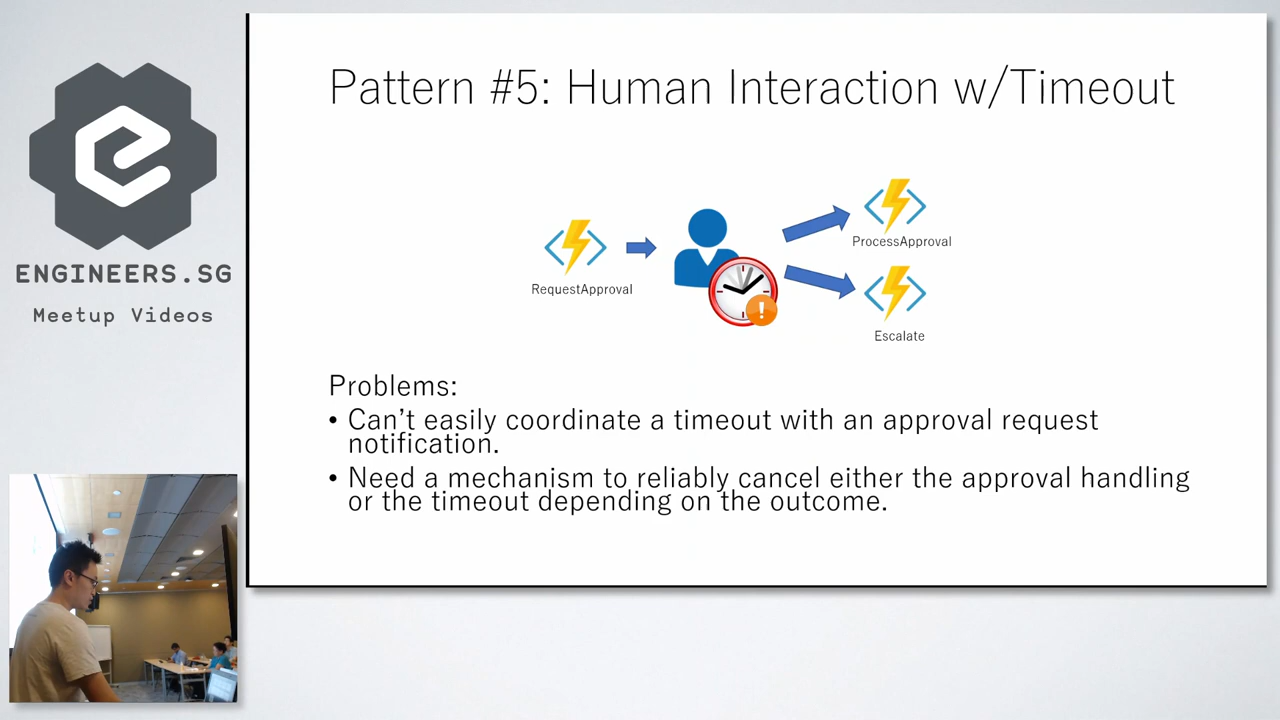 Pattern #5: Human Interaction w/Timeout
ENGINEERS.SG
Meetup Videos
RequestApproval
ProcessApproval
Escalate
Problems:
• Can't easily coordinate a timeout with an approval request
notification.
• Need a mechanism to reliably cancel either the approval handling
or the timeout depending on the outcome.